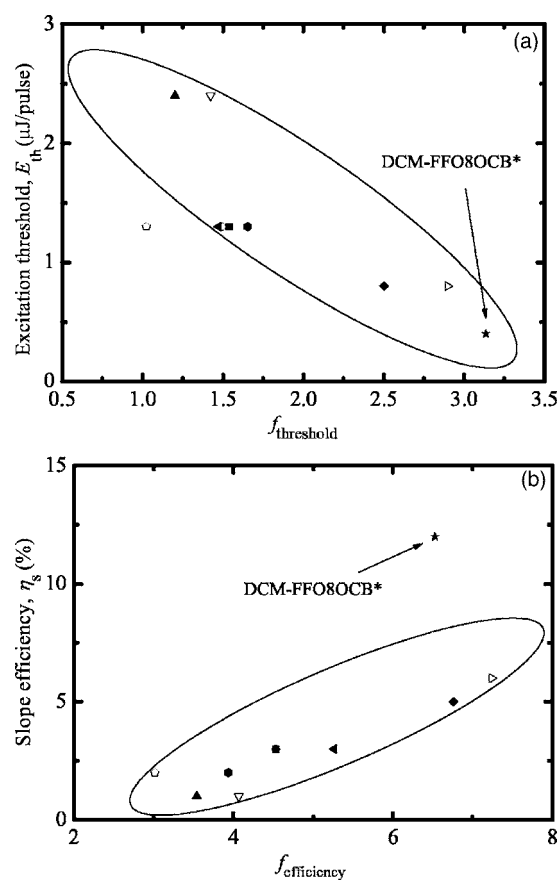 (a)
3
2
1
0
Excitation threshold, E_th (μJ/pulse)
DCM-FFO8OCB*
0.5 1.0 1.5 2.0 2.5 3.0 3.5
f_threshold
(b)
15
10
5
0
Slope efficiency, η_s (%)
DCM-FFO8OCB*
2 4 6 8
f_efficiency